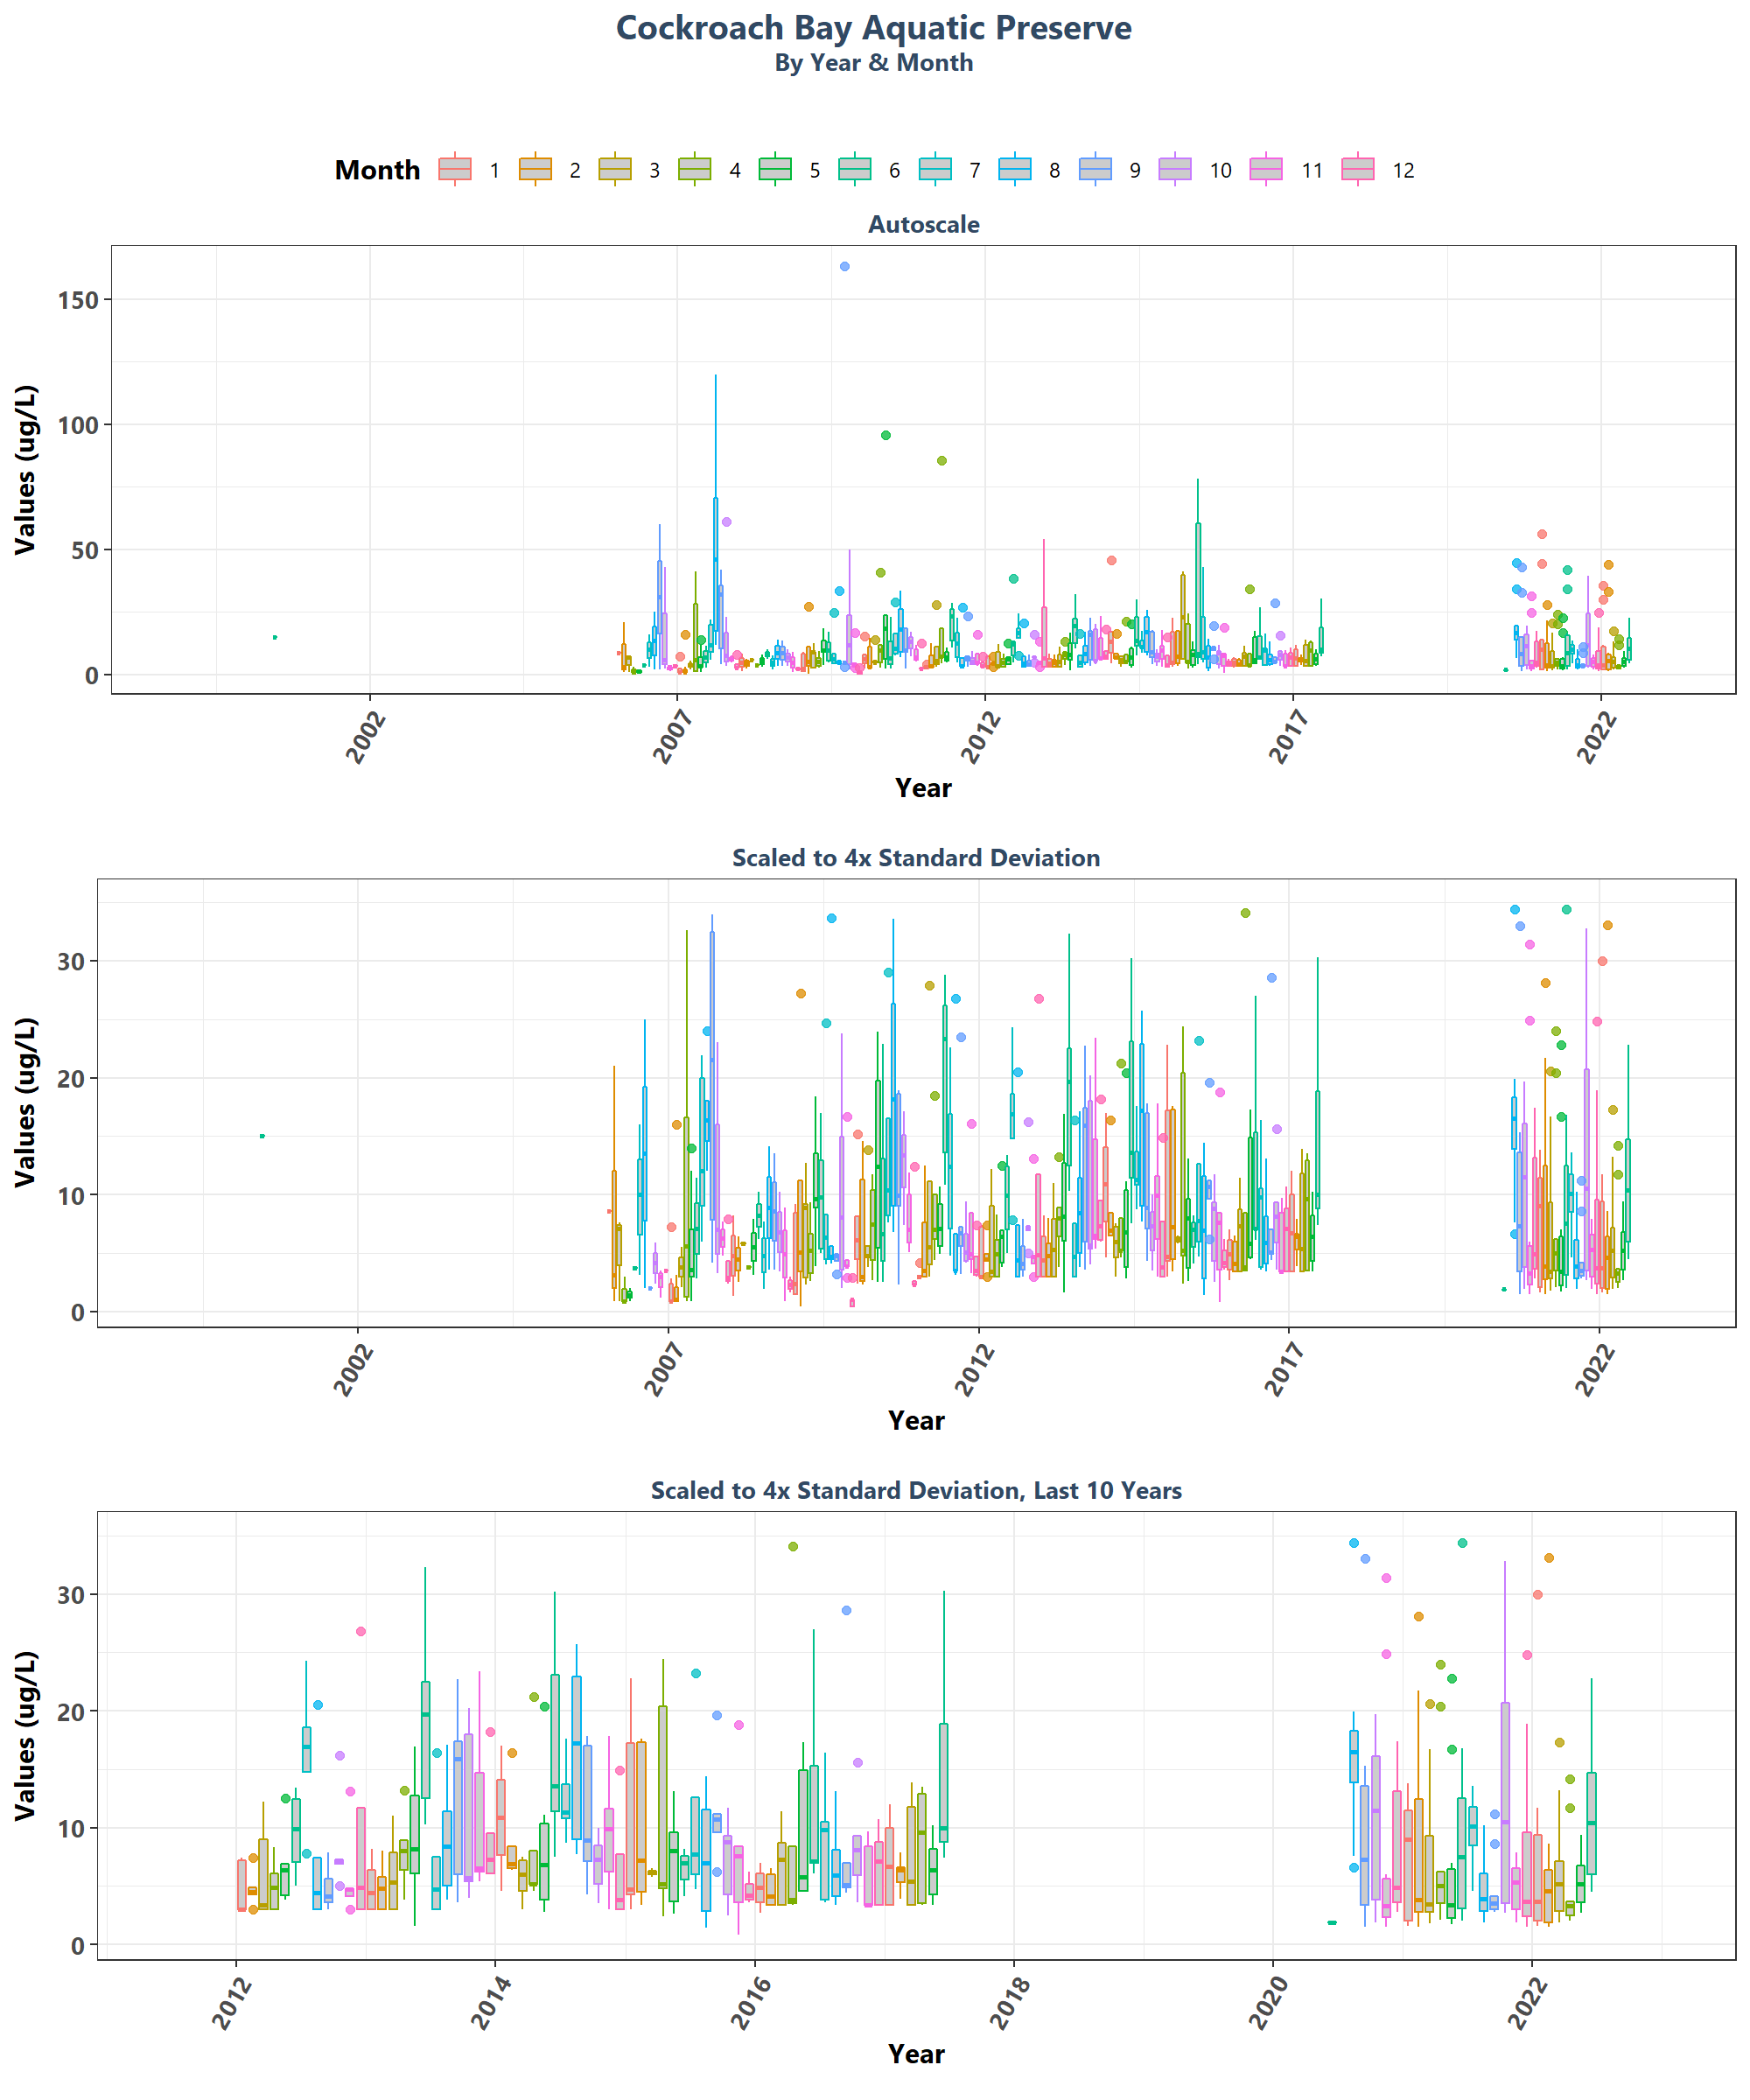 Cockroach Bay Aquatic Preserve
By Year & Month
Month 1 2 3 4 5 6 7 8 9 10 11 12
Autoscale
Values (ug/L)
150
100
50
0
2002 2007 2012 2017 2022
Year
Scaled to 4x Standard Deviation
Values (ug/L)
30
20
10
0
2002 2007 2012 2017 2022
Year
Scaled to 4x Standard Deviation, Last 10 Years
Values (ug/L)
30
20
10
0
2012 2014 2016 2018 2020 2022
Year